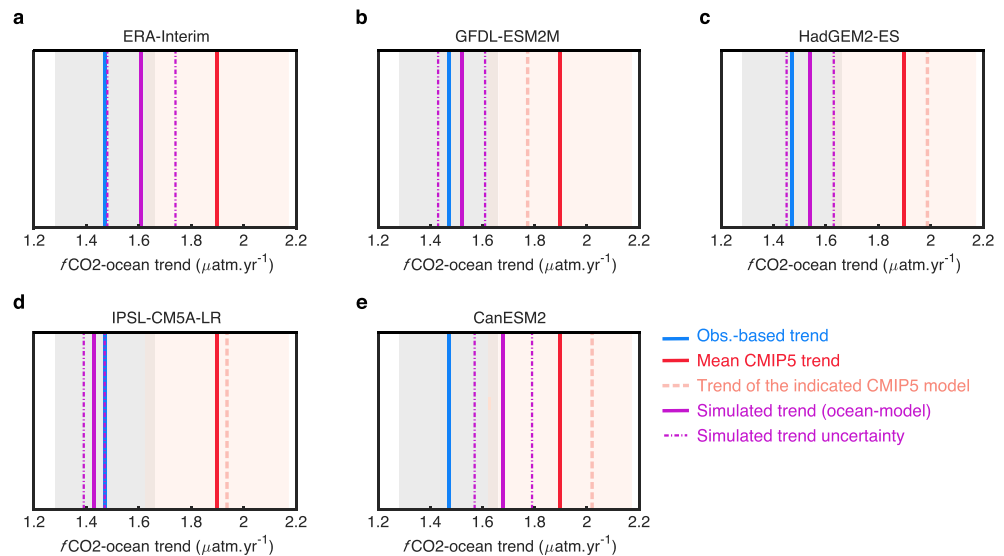 a
ERA-Interim
1.2 1.4 1.6 1.8 2 2.2
fCO2-ocean trend (μatm.yr-1)
b
GFDL-ESM2M
1.2 1.4 1.6 1.8 2 2.2
fCO2-ocean trend (μatm.yr-1)
c
HadGEM2-ES
1.2 1.4 1.6 1.8 2 2.2
fCO2-ocean trend (μatm.yr-1)
d
IPSL-CM5A-LR
1.2 1.4 1.6 1.8 2 2.2
fCO2-ocean trend (μatm.yr-1)
e
CanESM2
1.2 1.4 1.6 1.8 2 2.2
fCO2-ocean trend (μatm.yr-1)
Obs.-based trend
Mean CMIP5 trend
Trend of the indicated CMIP5 model
Simulated trend (ocean-model)
Simulated trend uncertainty